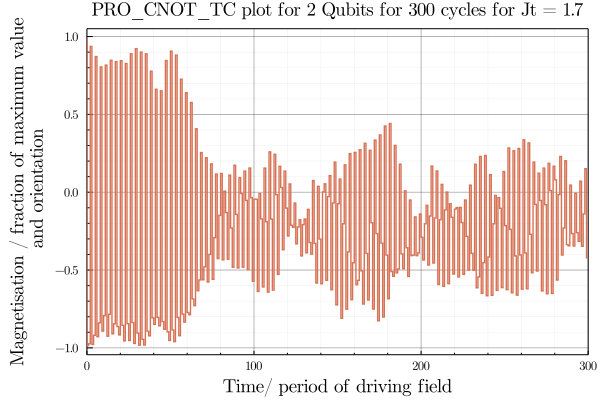 PRO_CNOT_TC plot for 2 Qubits for 300 cycles for Jt = 1.7
Magnetisation / fraction of maximum value
and orientation
1.0
0.5
0.0
−0.5
−1.0
0
100
200
300
Time/ period of driving field